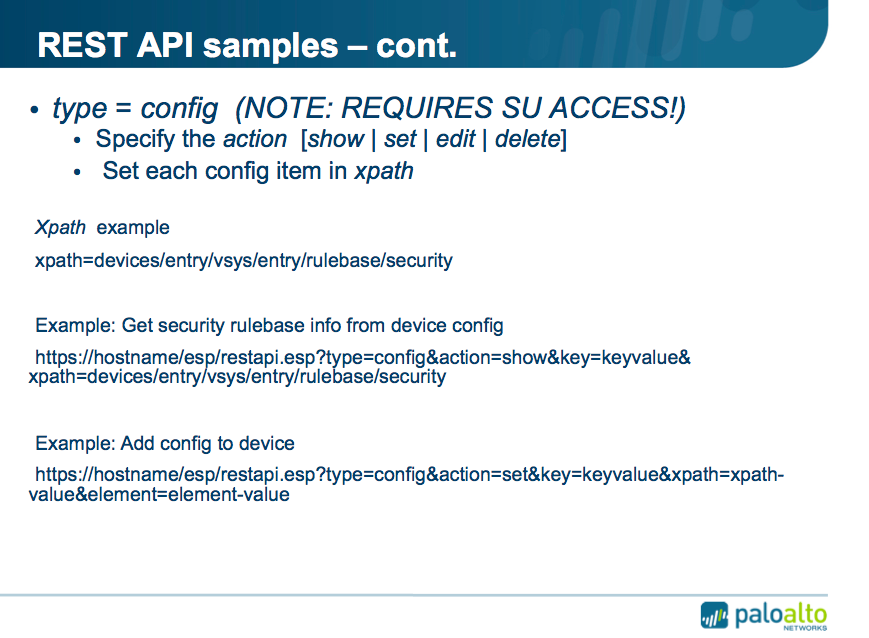 REST API samples – cont.
• type = config (NOTE: REQUIRES SU ACCESS!)
• Specify the action [show | set | edit | delete]
• Set each config item in xpath
Xpath example
xpath=devices/entry/vsys/entry/rulebase/security
Example: Get security rulebase info from device config
https://hostname/esp/restapi.esp?type=config&action=show&key=keyvalue&
xpath=devices/entry/vsys/entry/rulebase/security
Example: Add config to device
https://hostname/esp/restapi.esp?type=config&action=set&key=keyvalue&xpath=xpath-
value&element=element-value
paloalto
NETWORKS